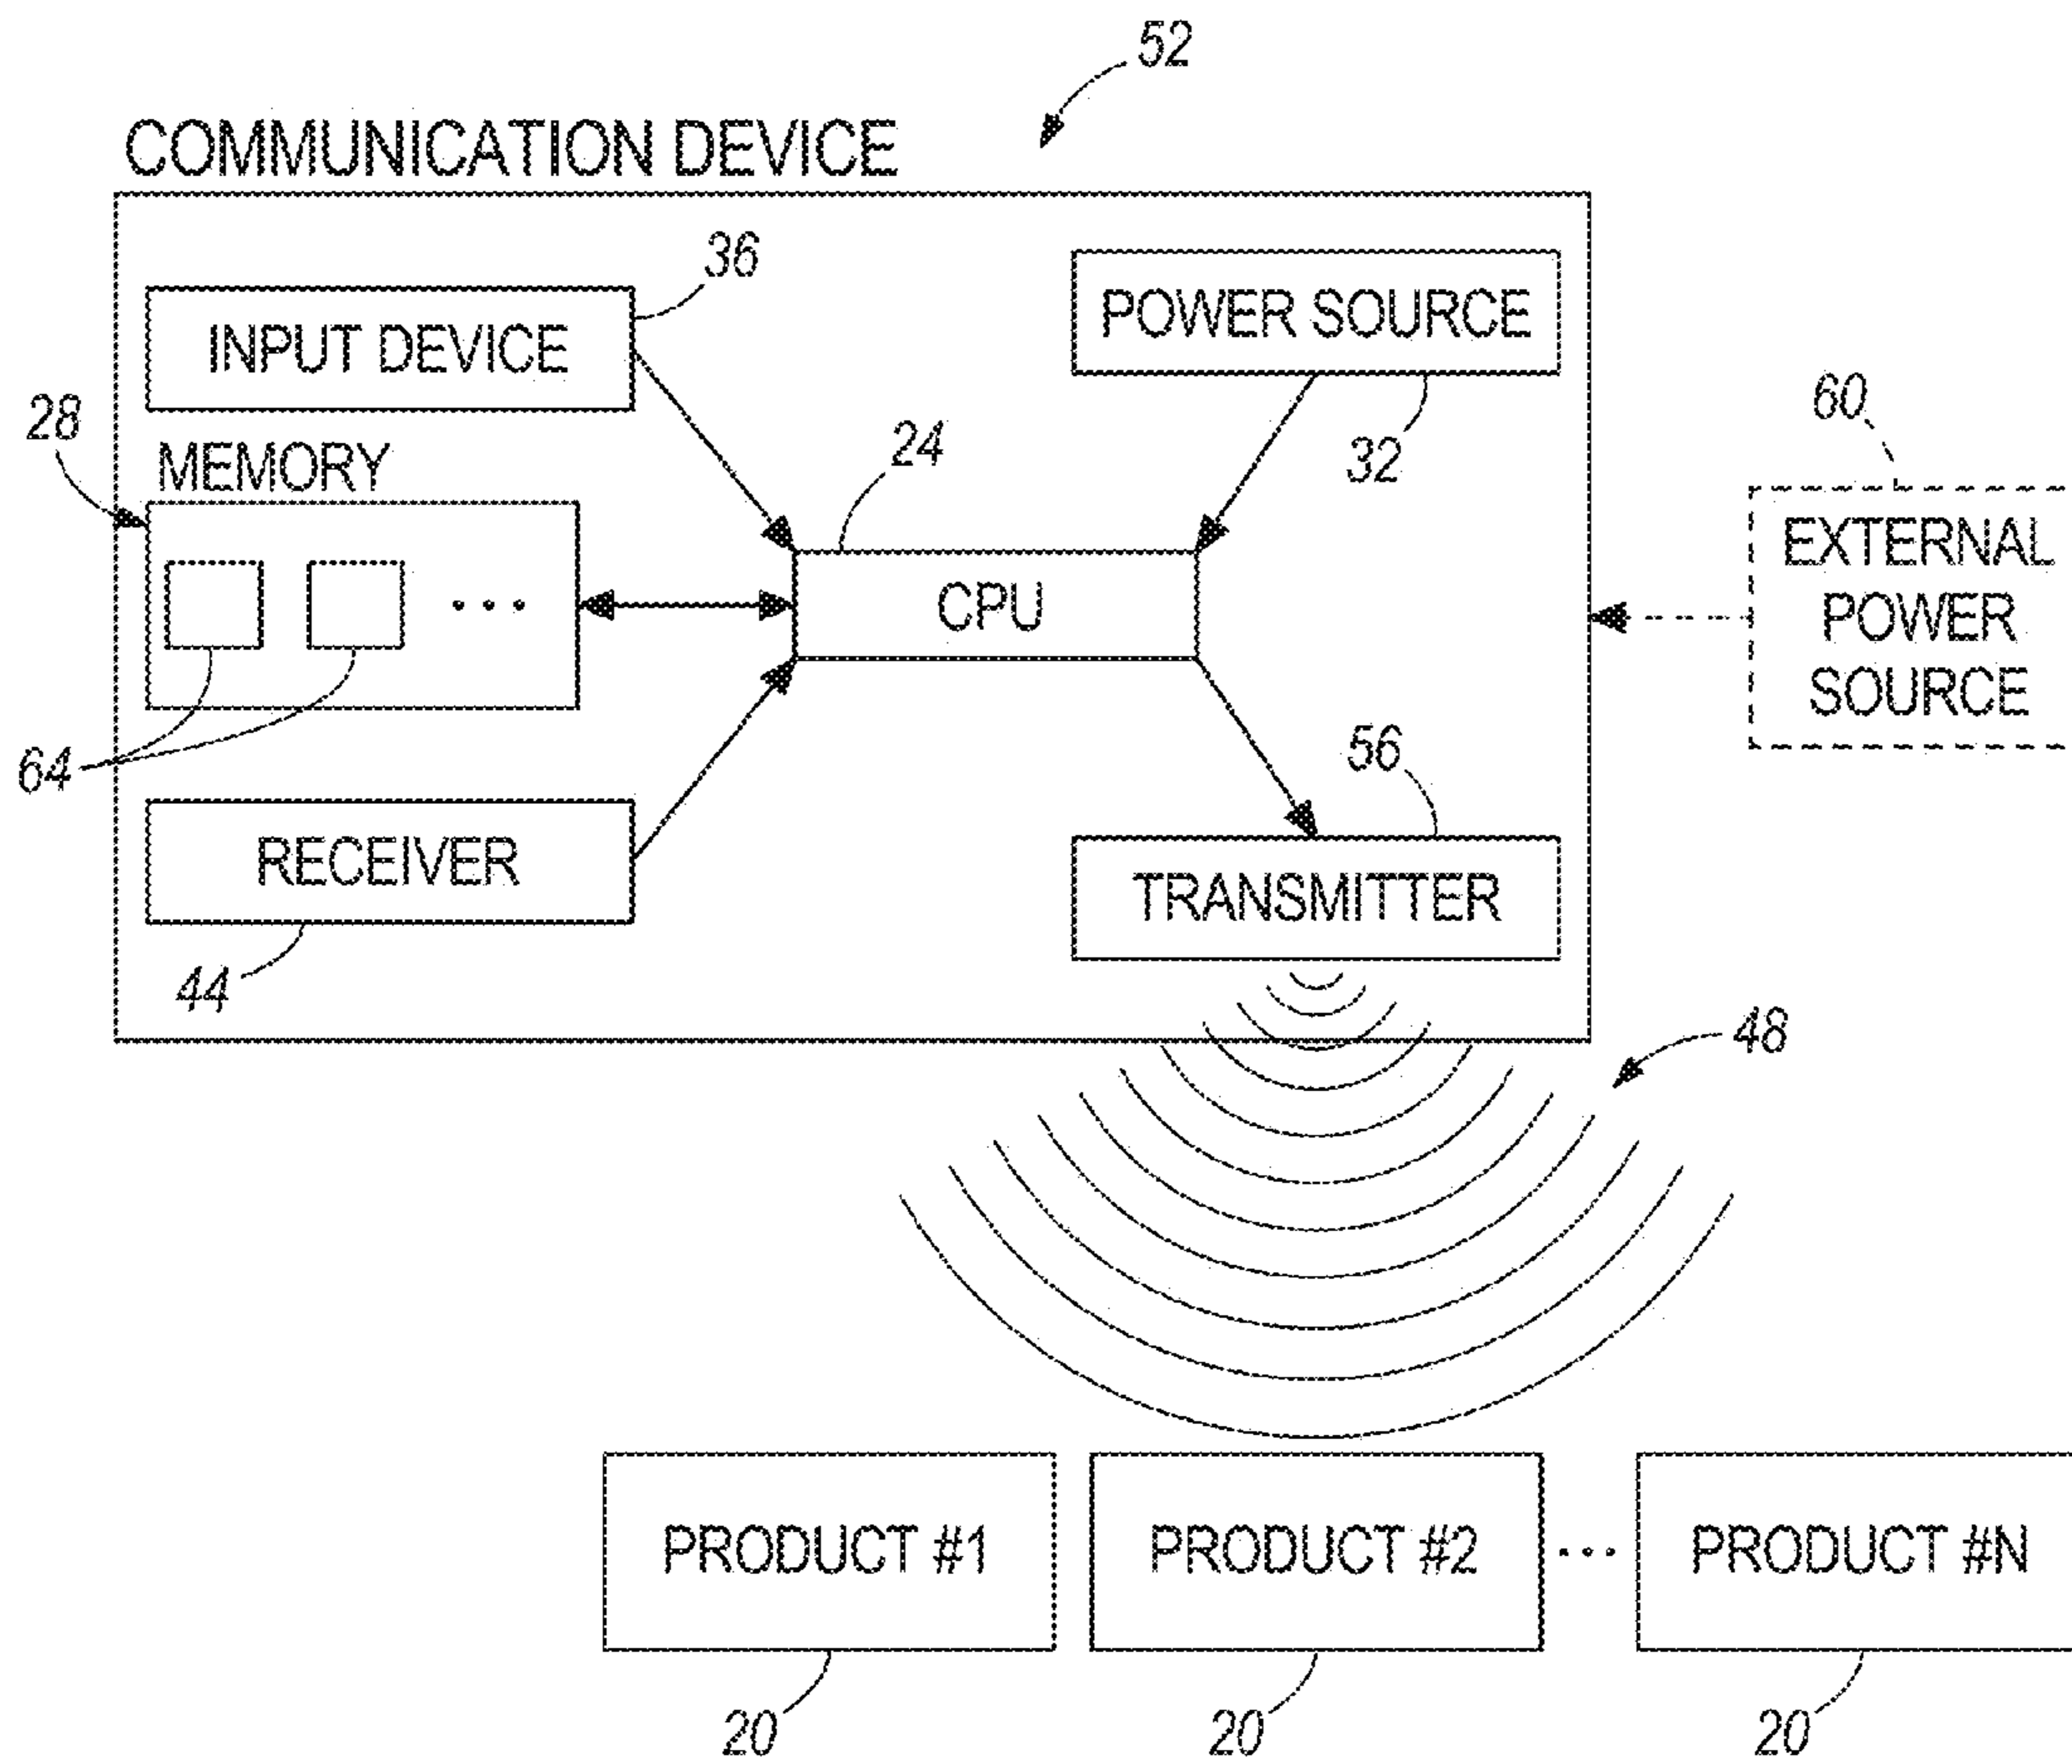 52
COMMUNICATION DEVICE
36
INPUT DEVICE
POWER SOURCE
28
MEMORY
24
32
60
CPU
EXTERNAL
POWER
SOURCE
...
64
56
RECEIVER
TRANSMITTER
44
48
PRODUCT #1
PRODUCT #2
...
PRODUCT #N
20
20
20